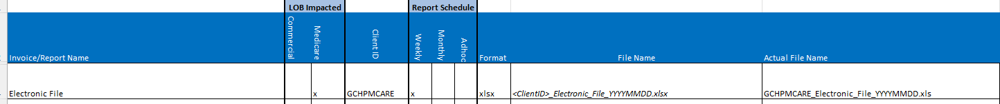 LOB Impacted Report Schedule
Invoice/Report Name Commercial Medicare Client ID Weekly Monthly Adhoc Format File Name Actual File Name
Electronic File x GCHPMCARE x xlsx <ClientID>_Electronic_File_YYYYMMDD.xlsx GCHPMCARE_Electronic_File_YYYYMMDD.xls